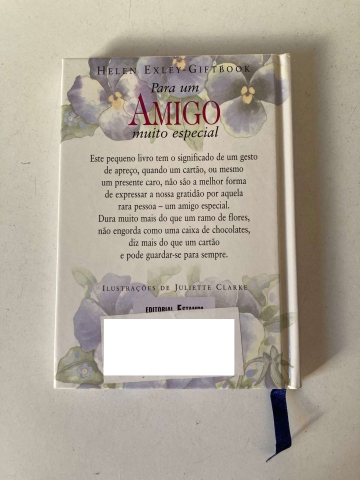 HELEN EXLEY-GIFTBOOK
Para um
AMIGO
muito especial
Este pequeno livro tem o significado de um gesto
de apreço, quando um cartão, ou mesmo
um presente caro, não são a melhor forma
de expressar a nossa gratidão por aquela
rara pessoa – um amigo especial.
Dura muito mais do que um ramo de flores,
não engorda como uma caixa de chocolates,
diz mais do que um cartão
e pode guardar-se para sempre.
ILUSTRAÇÕES DE JULIETTE CLARKE
EDITORIAL ESTAMPA